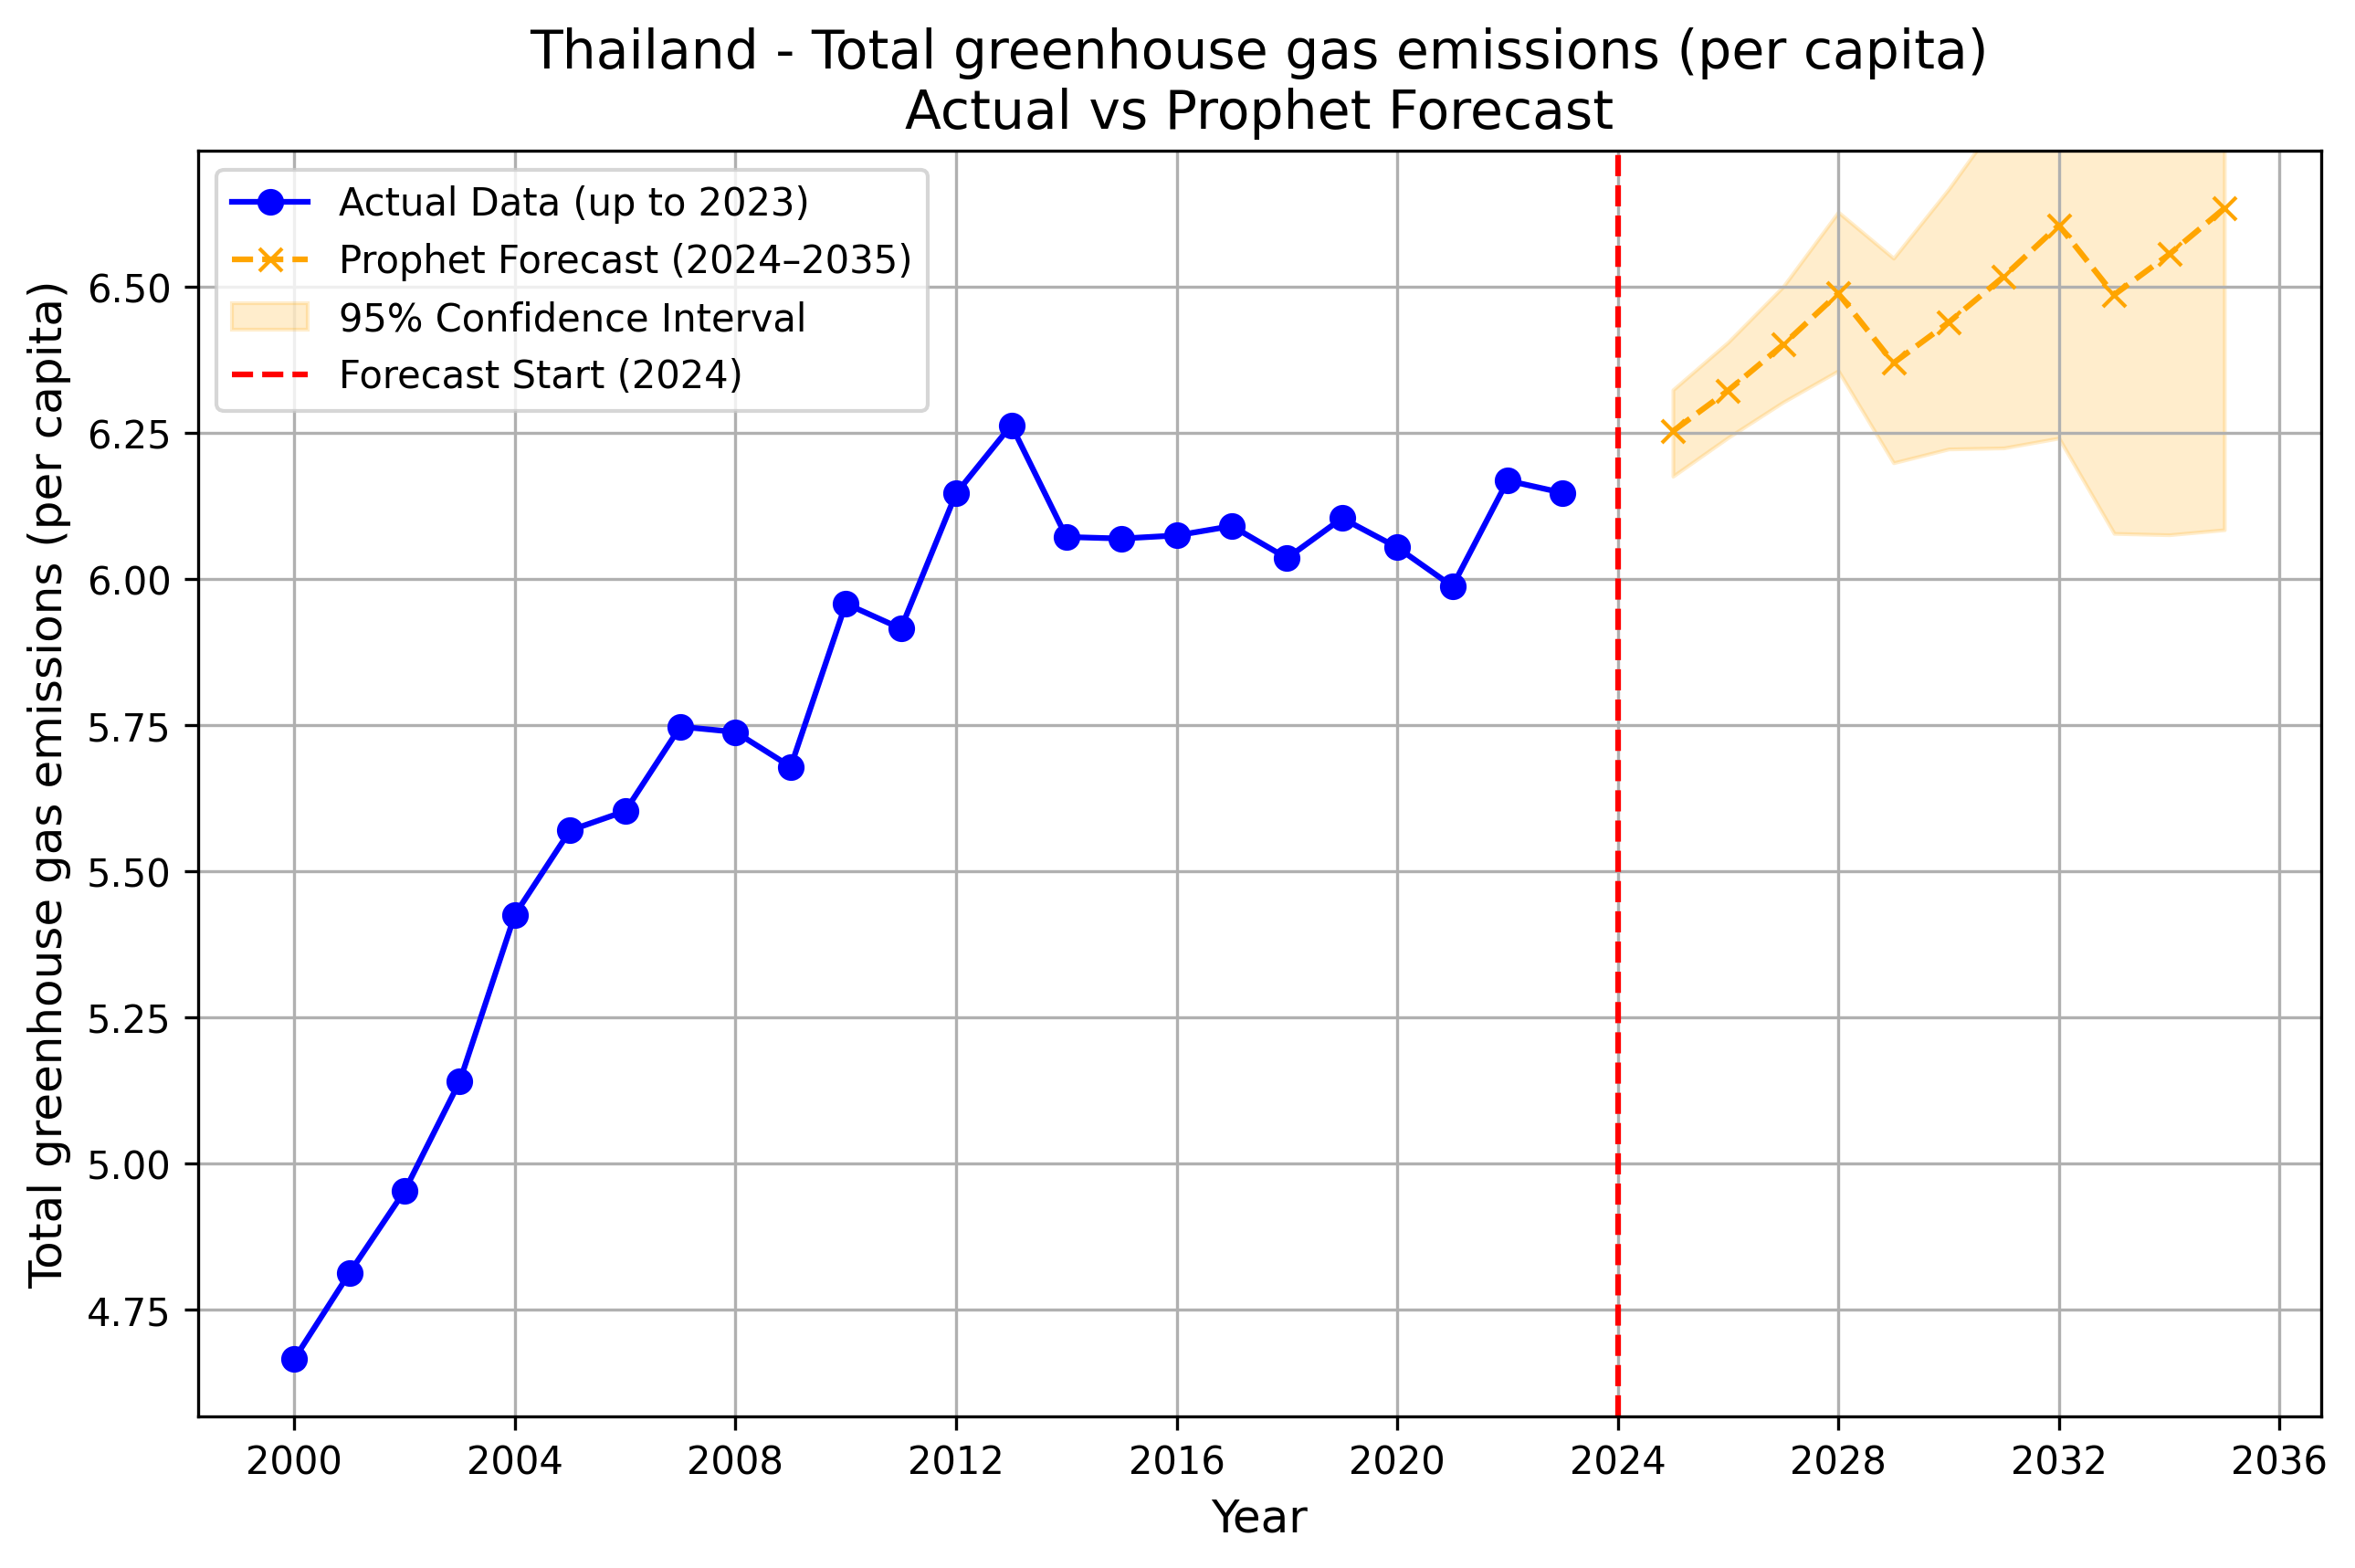 Thailand - Total greenhouse gas emissions (per capita)
Actual vs Prophet Forecast
Actual Data (up to 2023)
Prophet Forecast (2024–2035)
95% Confidence Interval
Forecast Start (2024)
Total greenhouse gas emissions (per capita)
6.50
6.25
6.00
5.75
5.50
5.25
5.00
4.75
2000 2004 2008 2012 2016 2020 2024 2028 2032 2036
Year